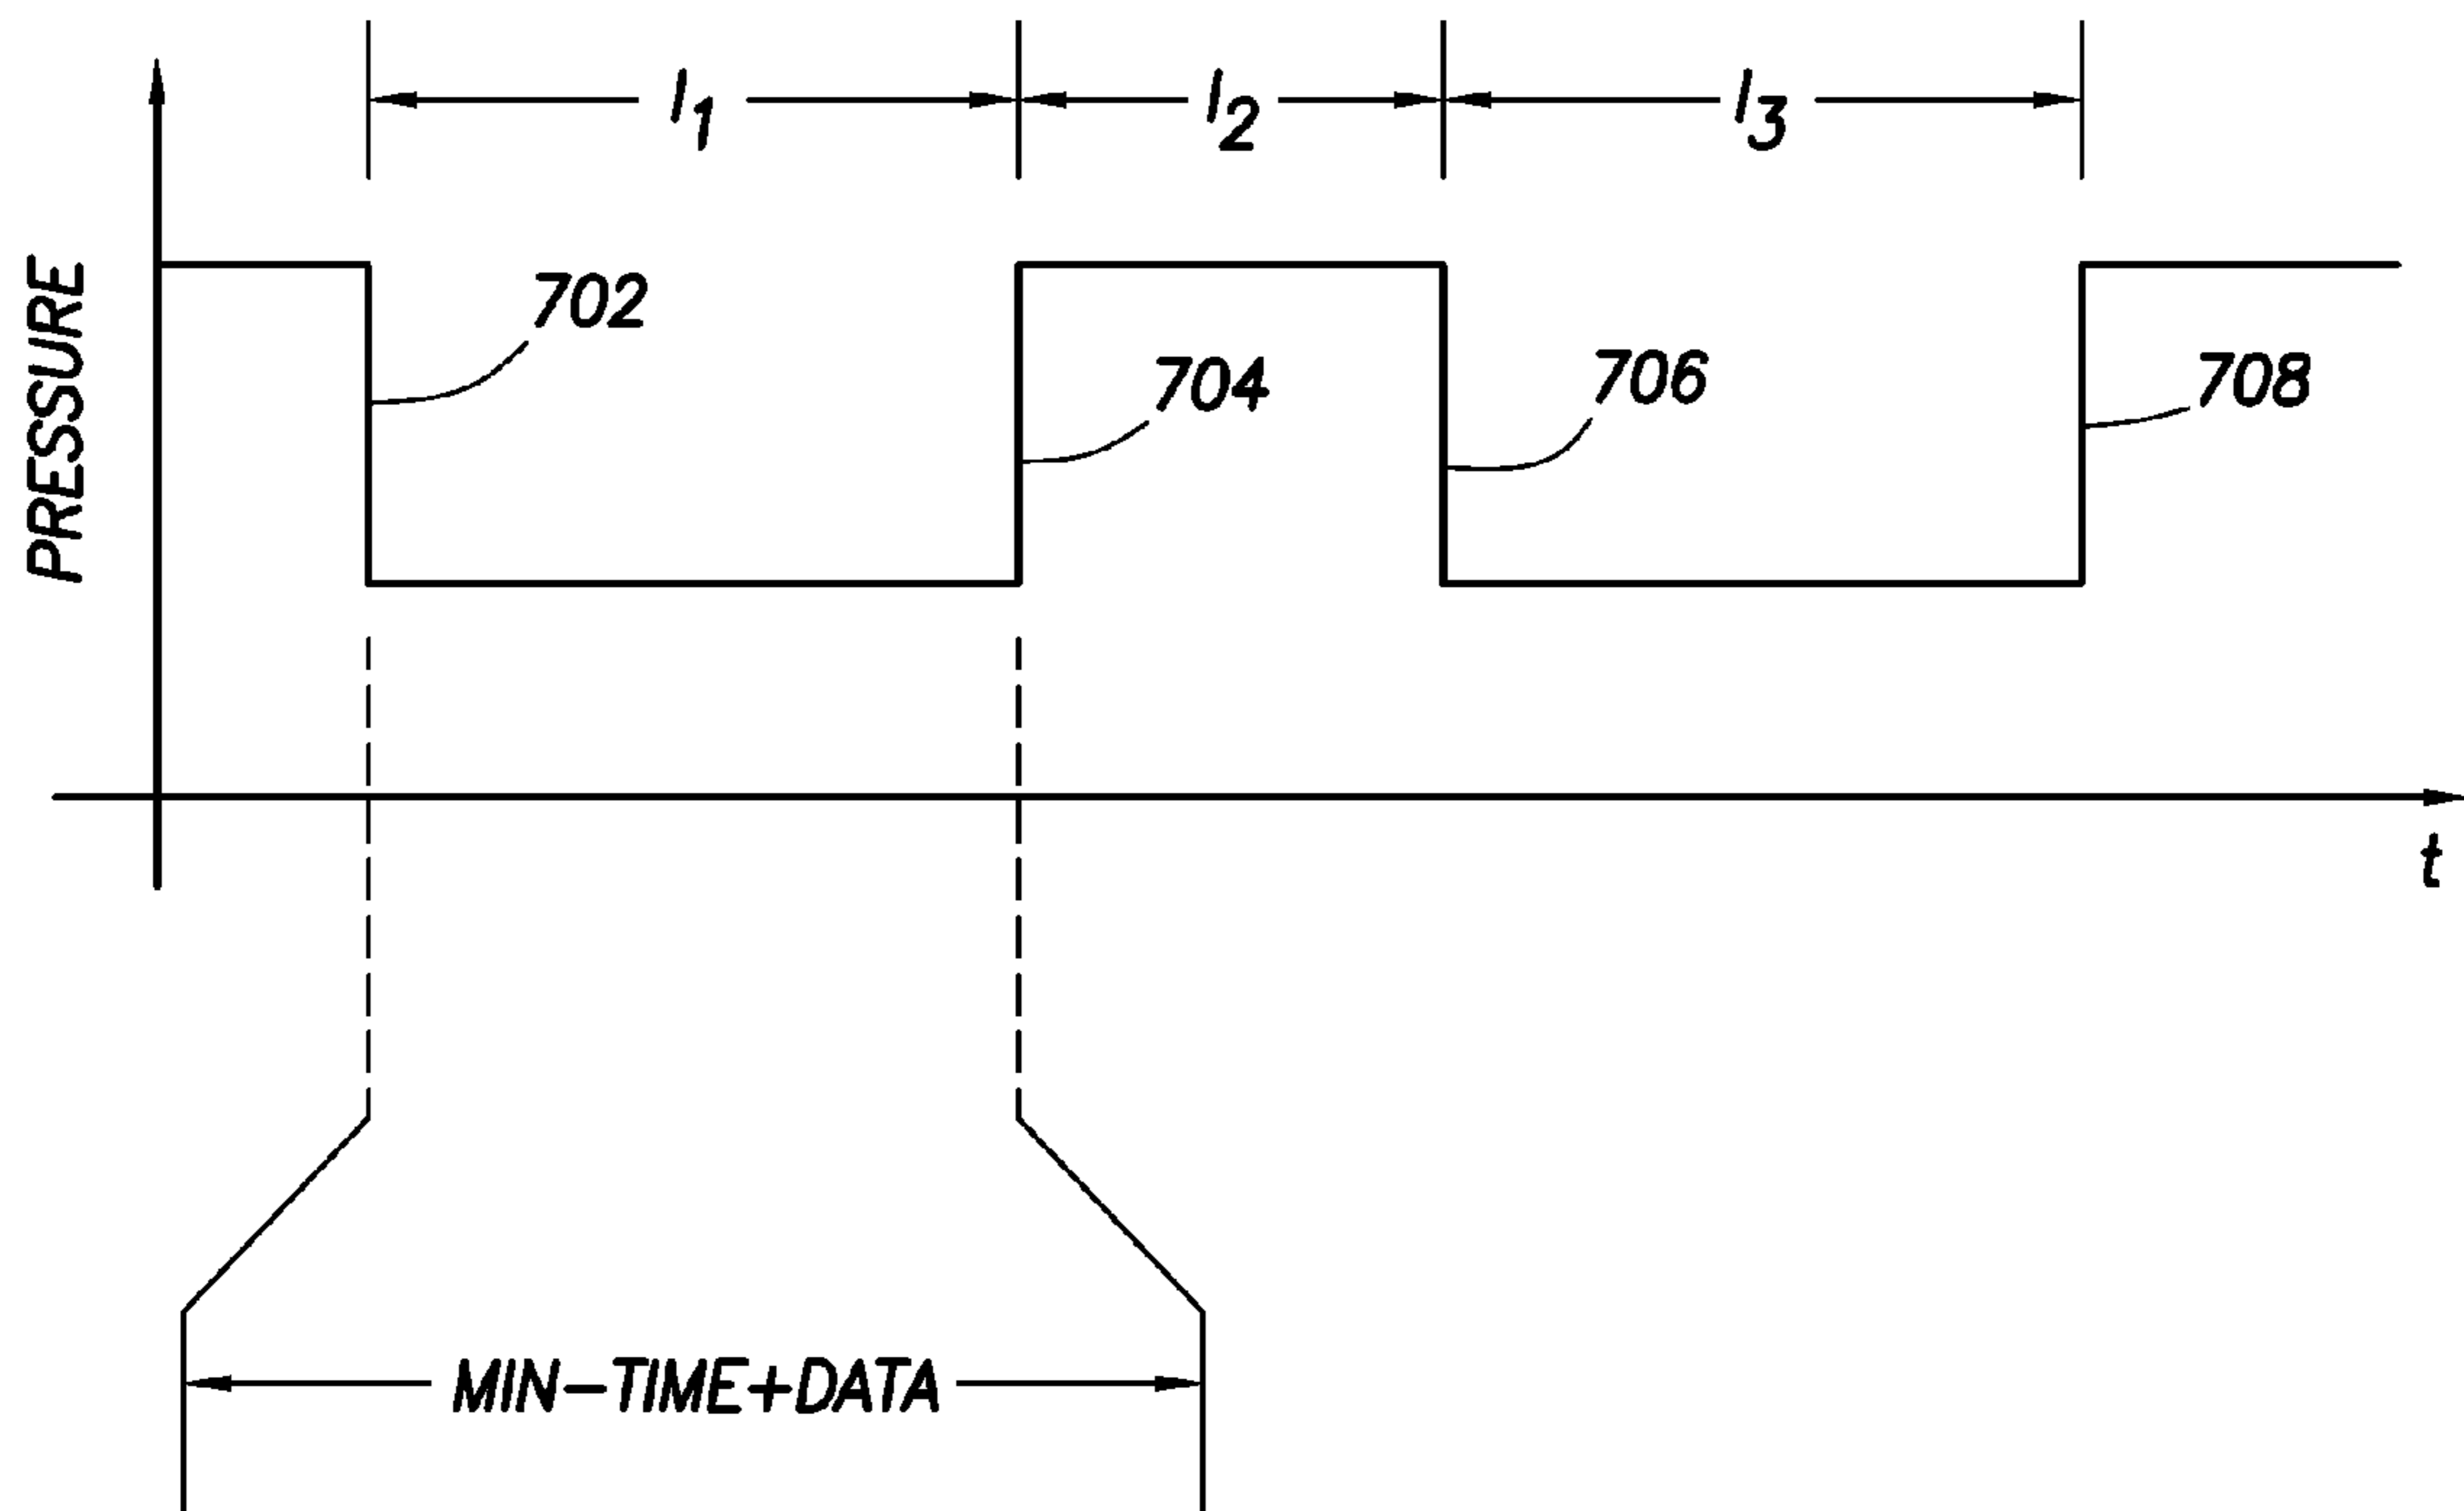 I1
I2
I3
PRESSURE
702
704
706
708
t
MIN-TIME+DATA